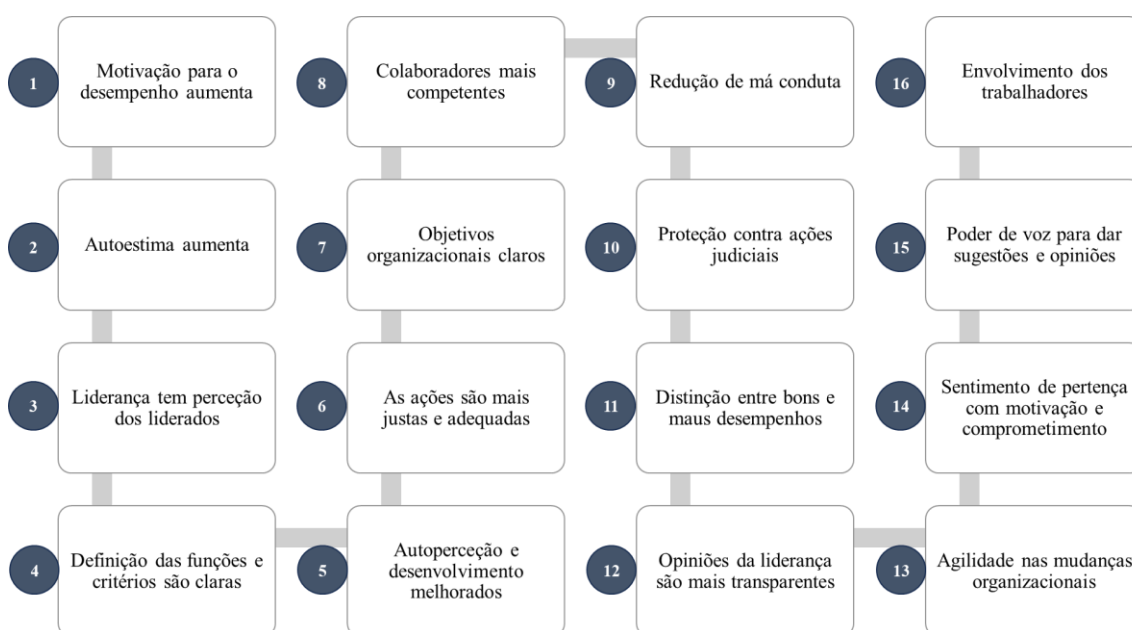 1
Motivação para o
desempenho aumenta
2
Autoestima aumenta
3
Liderança tem perceção
dos liderados
4
Definição das funções e
critérios são claras
5
Autoperceção e
desenvolvimento
melhorados
6
As ações são mais
justas e adequadas
7
Objetivos
organizacionais claros
8
Colaboradores mais
competentes
9
Redução de má conduta
10
Proteção contra ações
judiciais
11
Distinção entre bons e
maus desempenhos
12
Opiniões da liderança
são mais transparentes
13
Agilidade nas mudanças
organizacionais
14
Sentimento de pertença
com motivação e
comprometimento
15
Poder de voz para dar
sugestões e opiniões
16
Envolvimento dos
trabalhadores